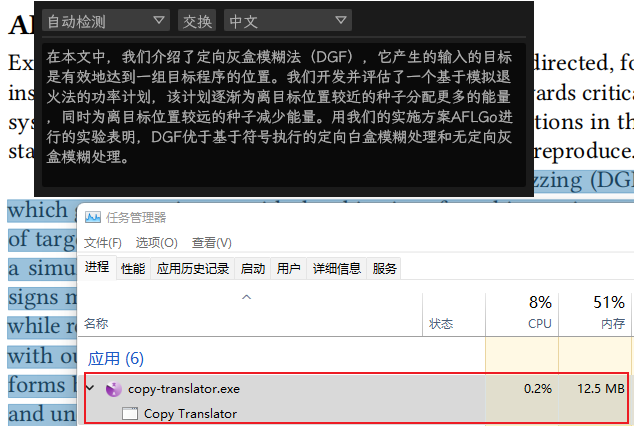 自动检测 交换 中文
在本文中，我们介绍了定向灰盒模糊法（DGF），它产生的输入的目标
是有效地达到一组目标程序的位置。我们开发并评估了一个基于模拟退
火法的功率计划，该计划逐渐为离目标位置较近的种子分配更多的能量
，同时为离目标位置较远的种子减少能量。用我们的实施方案AFLGo进
行的实验表明，DGF优于基于符号执行的定向白盒模糊处理和无定向灰
盒模糊处理。
Ex directed, fo
ins wards critica
sys tions in th
sta reproduce.
zzing (DGF
which
of targ
a simu
signs m
while re
with ou
forms b
and un
任务管理器
文件(F) 选项(O) 查看(V)
进程 性能 应用历史记录 启动 用户 详细信息 服务
8% 51%
名称 状态 CPU 内存
应用 (6)
copy-translator.exe 0.2% 12.5 MB
Copy Translator